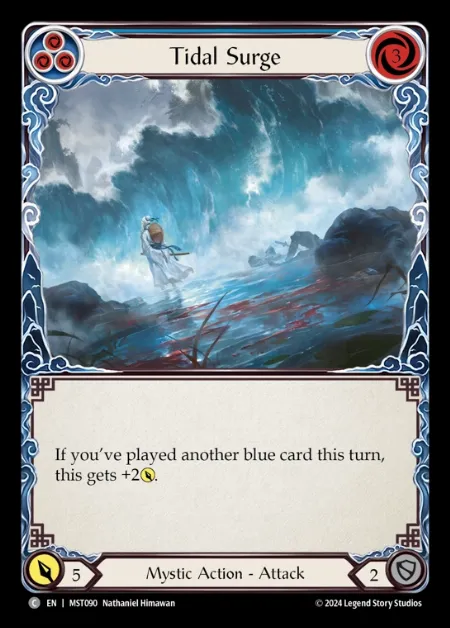 Tidal Surge
3
If you've played another blue card this turn,
this gets +2.
5
Mystic Action - Attack
2
C EN | MST090 Nathaniel Himawan
© 2024 Legend Story Studios